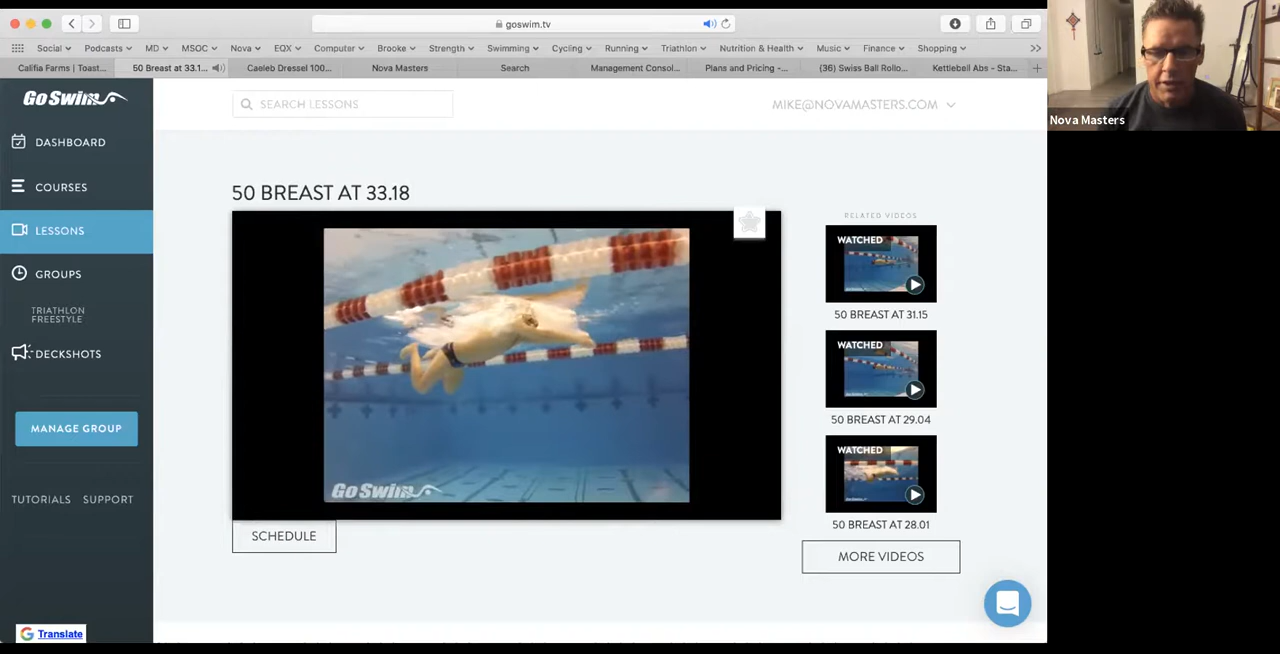 goswim.tv
Social Podcasts MD MSOC Nova EQX Computer Brooke Strength Swimming Cycling Running Triathlon Nutrition & Health Music Finance Shopping
Califia Farms | Toast... 50 Breast at 33.1... Caeleb Dressel 100... Nova Masters Search Management Consol... Plans and Pricing -... (36) Swiss Ball Rollo... Kettlebell Abs - Sta...
Nova Masters
Go Swim
SEARCH LESSONS
MIKE@NOVAMASTERS.COM
DASHBOARD
COURSES
LESSONS
GROUPS
TRIATHLON
FREESTYLE
DECKSHOTS
MANAGE GROUP
TUTORIALS SUPPORT
Translate
50 BREAST AT 33.18
Go Swim
SCHEDULE
RELATED VIDEOS
WATCHED
50 BREAST AT 31.15
WATCHED
50 BREAST AT 29.04
WATCHED
50 BREAST AT 28.01
MORE VIDEOS